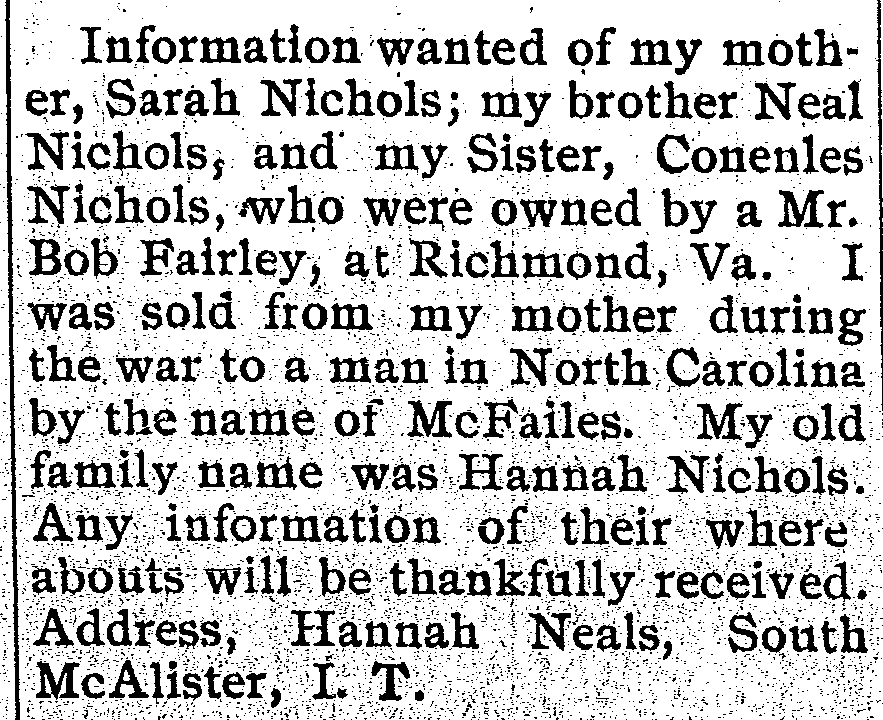 Information wanted of my moth-
er, Sarah Nichols; my brother Neal
Nichols, and my Sister, Conenles
Nichols, who were owned by a Mr.
Bob Fairley, at Richmond, Va. I
was sold from my mother during
the war to a man in North Carolina
by the name of McFailes. My old
family name was Hannah Nichols.
Any information of their where
abouts will be thankfully received.
Address, Hannah Neals, South
McAlister, I. T.